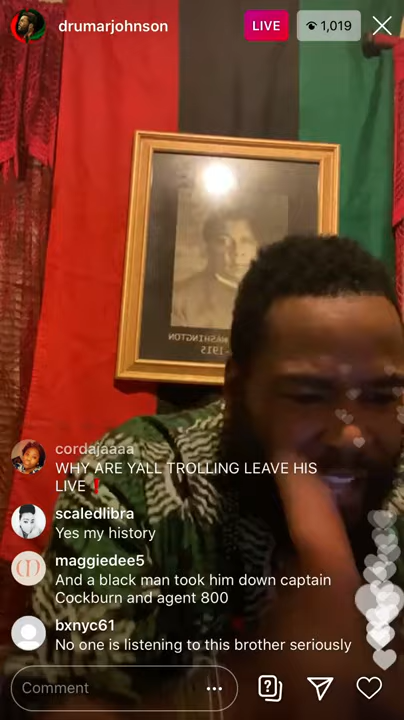 drumarjohnson
LIVE
1,019
WASHINGTON
-1915
cordajaaaa
WHY ARE YALL TROLLING LEAVE HIS
LIVE❗
scaledlibra
Yes my history
maggiedee5
And a black man took him down captain
Cockburn and agent 800
bxnyc61
No one is listening to this brother seriously
Comment